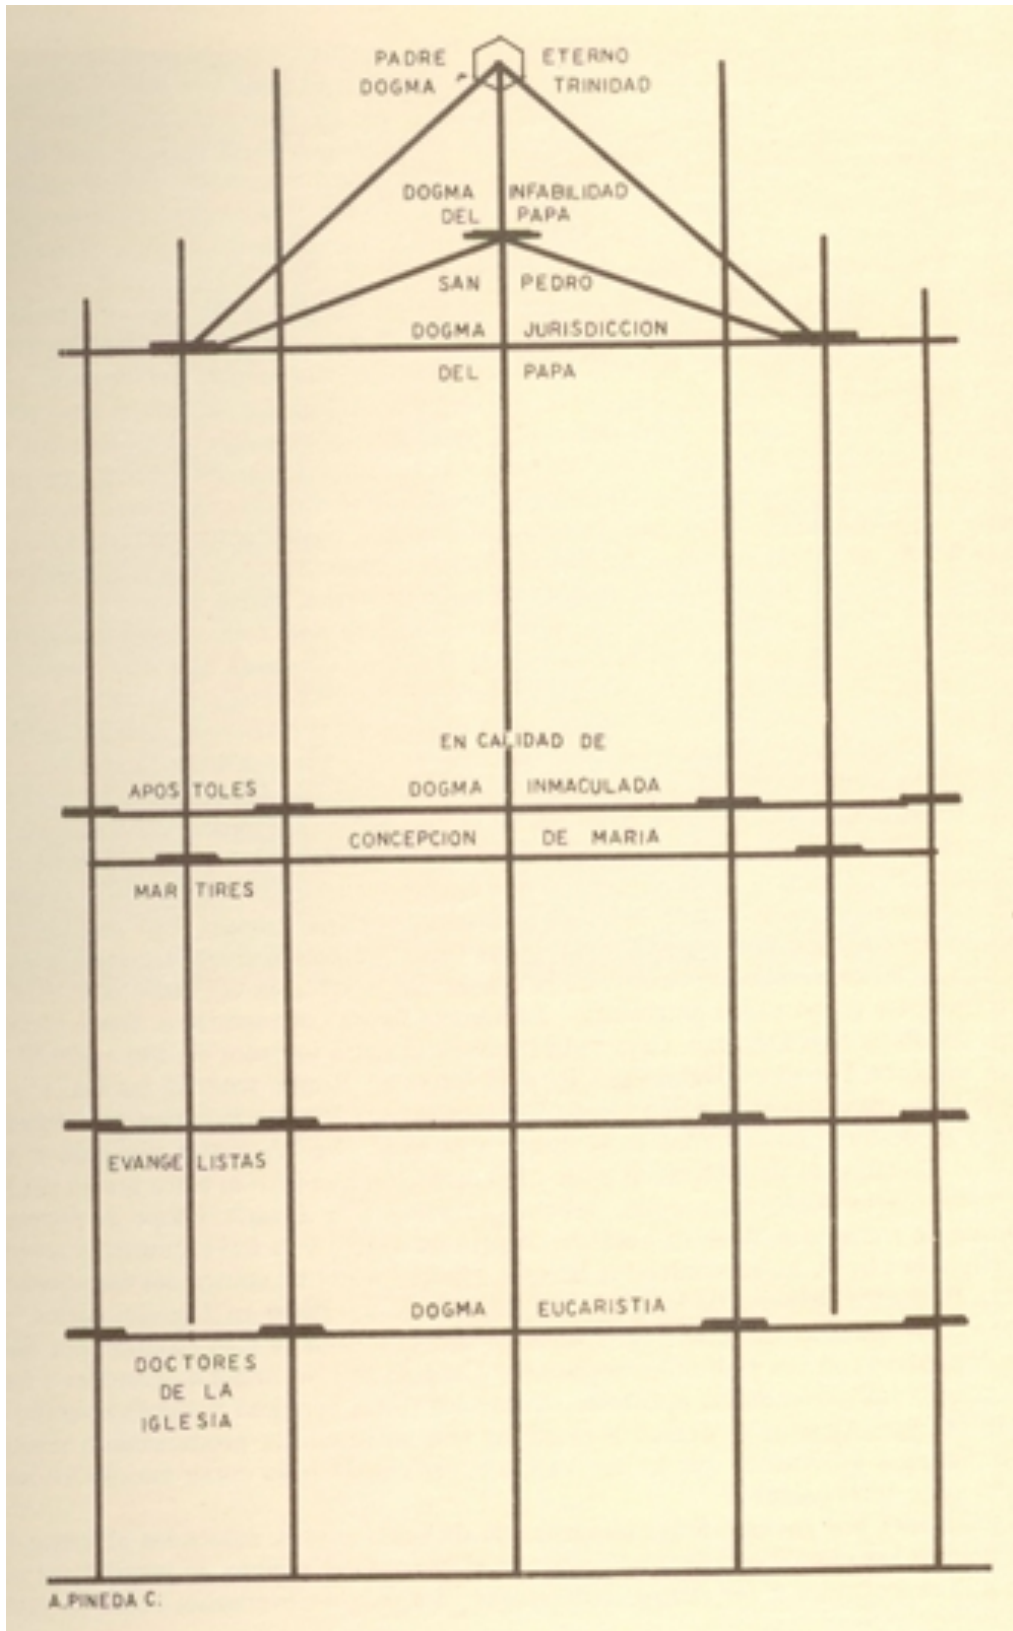 PADRE ETERNO
DOGMA TRINIDAD
DOGMA INFABILIDAD
DEL PAPA
SAN PEDRO
DOGMA JURISDICCION
DEL PAPA
EN CALIDAD DE
APOSTOLES DOGMA INMACULADA
CONCEPCION DE MARIA
MARTIRES
EVANGELISTAS
DOGMA EUCARISTIA
DOCTORES
DE LA
IGLESIA
A. PINEDA C.